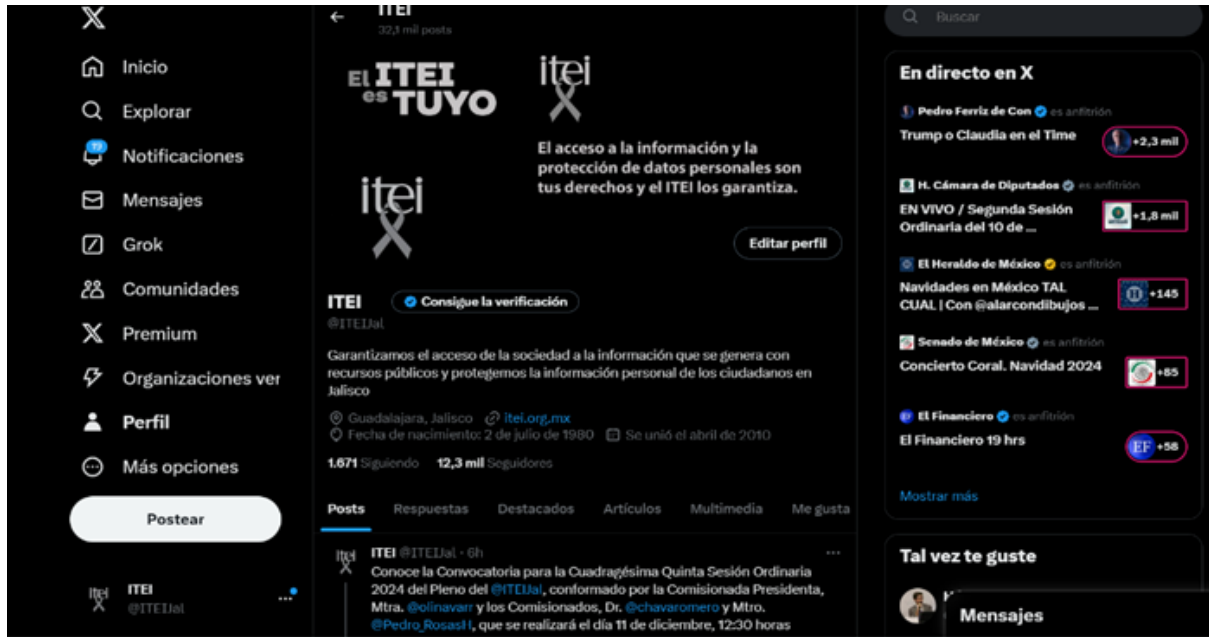 Inicio
Explorar
19
Notificaciones
Mensajes
Grok
Comunidades
Premium
Organizaciones ver
Perfil
Más opciones
Postear
itei
ITEI
@ITEIJal
ITEI
32,1 mil posts
El ITEI
es TUYO
itei
El acceso a la información y la
protección de datos personales son
tus derechos y el ITEI los garantiza.
itei
Editar perfil
ITEI Consigue la verificación
@ITEIJal
Garantizamos el acceso de la sociedad a la información que se genera con
recursos públicos y protegemos la información personal de los ciudadanos en
Jalisco
Guadalajara, Jalisco itei.org.mx
Fecha de nacimiento: 2 de julio de 1980 Se unió el abril de 2010
1.671 Siguiendo 12,3 mil Seguidores
Posts Respuestas Destacados Artículos Multimedia Me gusta
itei
ITEI @ITEIJal · 6h
Conoce la Convocatoria para la Cuadragésima Quinta Sesión Ordinaria
2024 del Pleno del @ITEIJal, conformado por la Comisionada Presidenta,
Mtra. @olinavarr y los Comisionados, Dr. @chavaromero y Mtro.
@Pedro_RosasH, que se realizará el día 11 de diciembre, 12:30 horas
Buscar
En directo en X
Pedro Ferriz de Con es anfitrión
Trump o Claudia en el Time
+2,3 mil
H. Cámara de Diputados es anfitrión
EN VIVO / Segunda Sesión
Ordinaria del 10 de ...
+1,8 mil
El Heraldo de México es anfitrión
Navidades en México TAL
CUAL | Con @alarcondibujos ...
+145
Senado de México es anfitrión
Concierto Coral. Navidad 2024
+85
EF El Financiero es anfitrión
El Financiero 19 hrs
EF +58
Mostrar más
Tal vez te guste
Mensajes